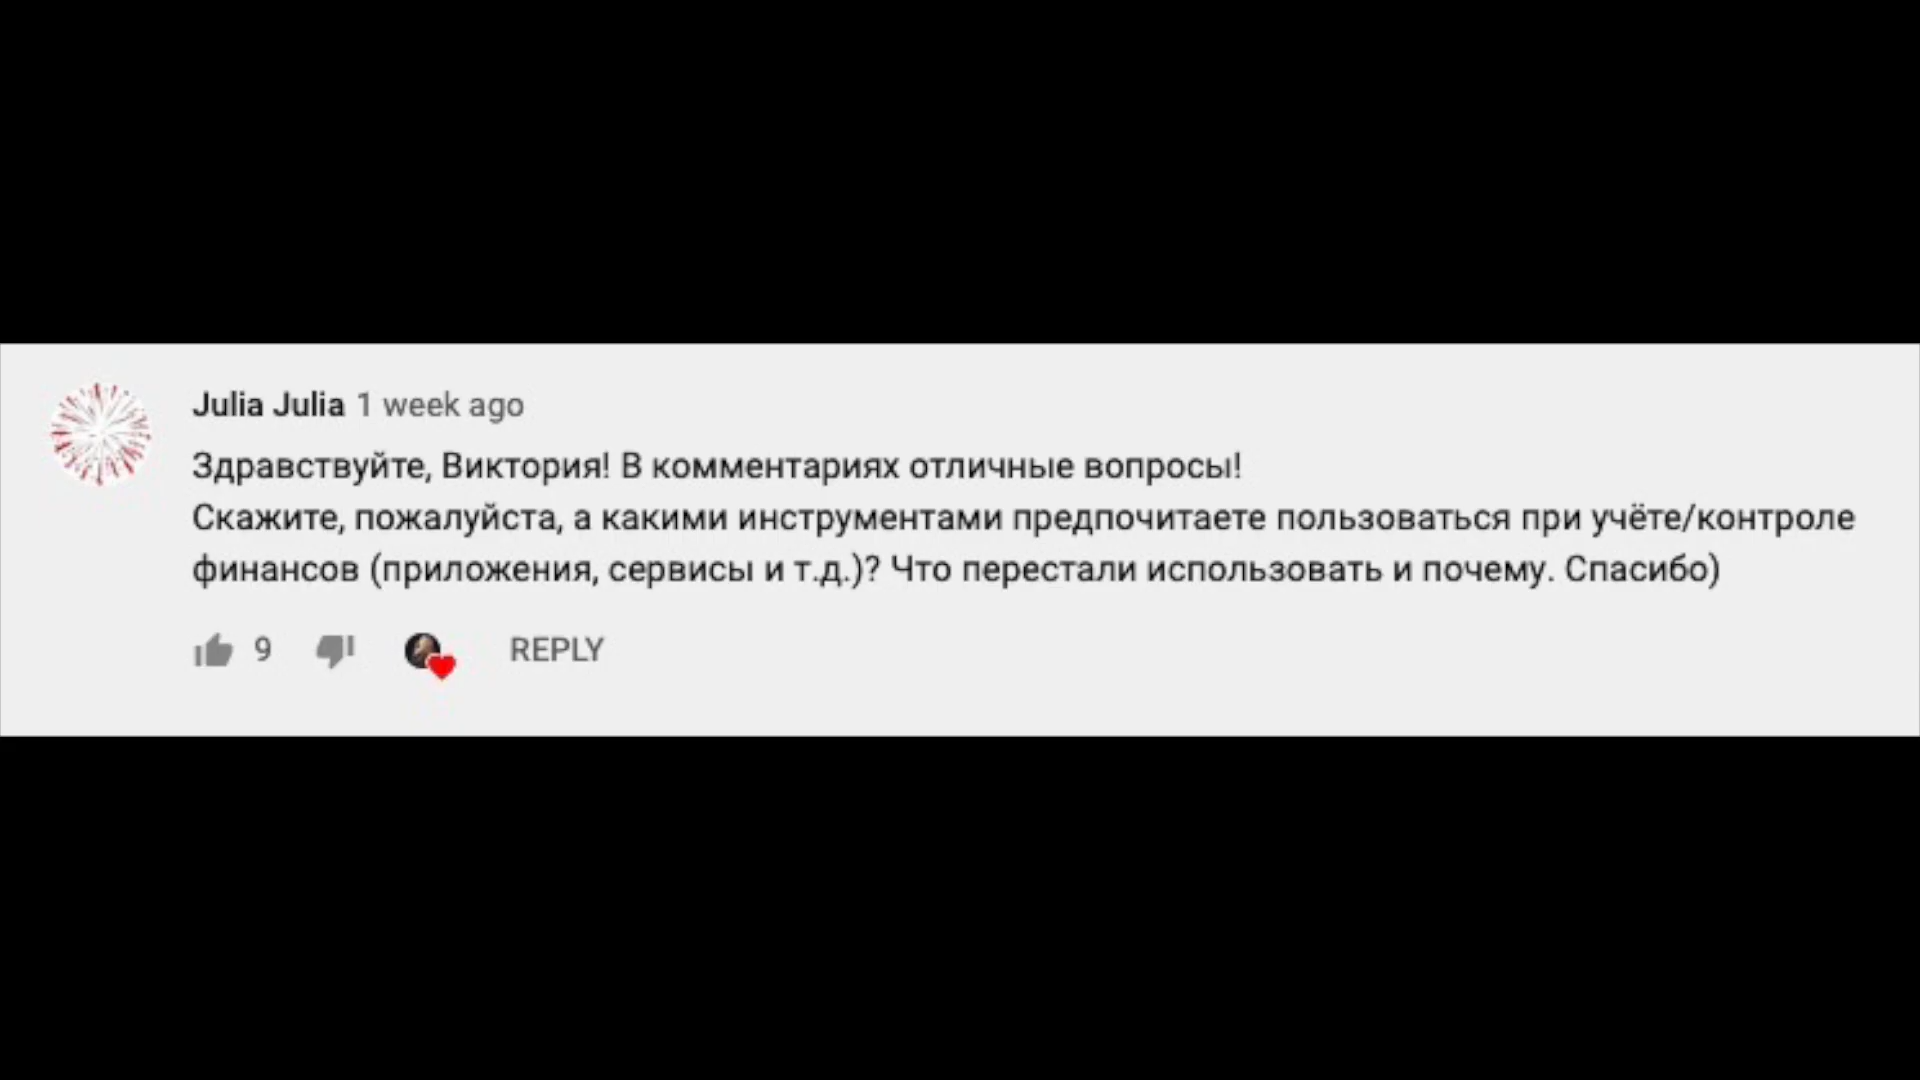 Julia Julia 1 week ago
Здравствуйте, Виктория! В комментариях отличные вопросы!
Скажите, пожалуйста, а какими инструментами предпочитаете пользоваться при учёте/контроле
финансов (приложения, сервисы и т.д.)? Что перестали использовать и почему. Спасибо)
9 REPLY